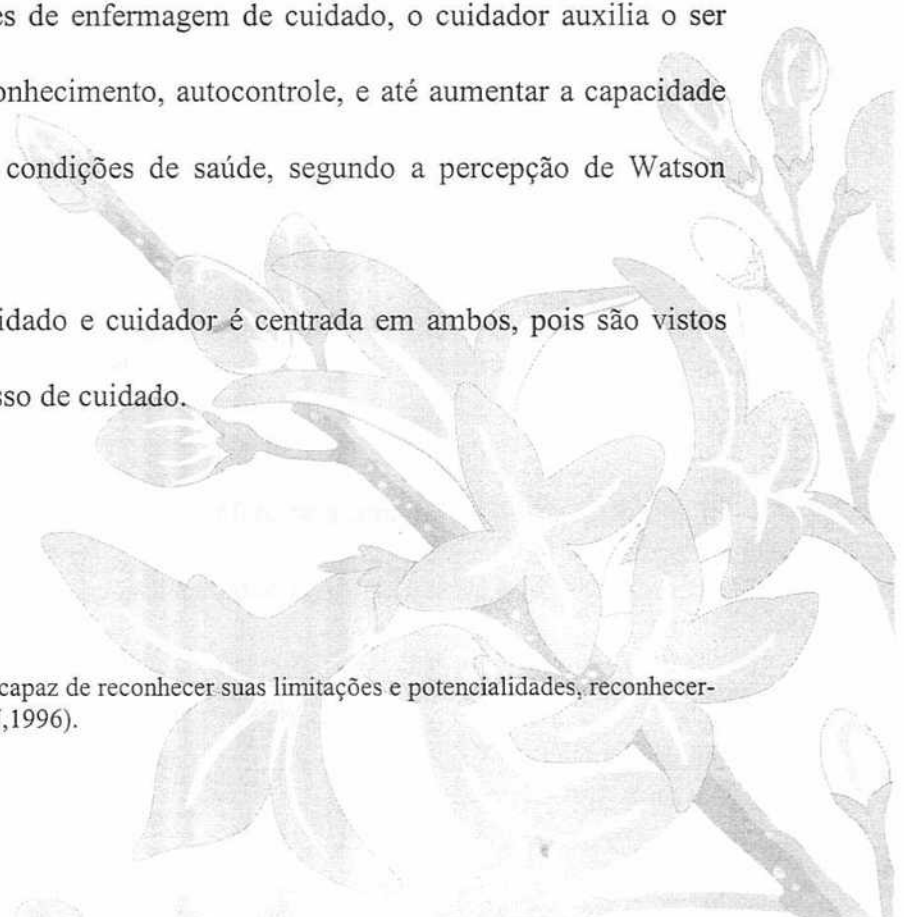 es de enfermagem de cuidado, o cuidador auxilia o ser
onhecimento, autocontrole, e até aumentar a capacidade
condições de saúde, segundo a percepção de Watson
idado e cuidador é centrada em ambos, pois são vistos
sso de cuidado.
capaz de reconhecer suas limitações e potencialidades, reconhecer-
,1996).